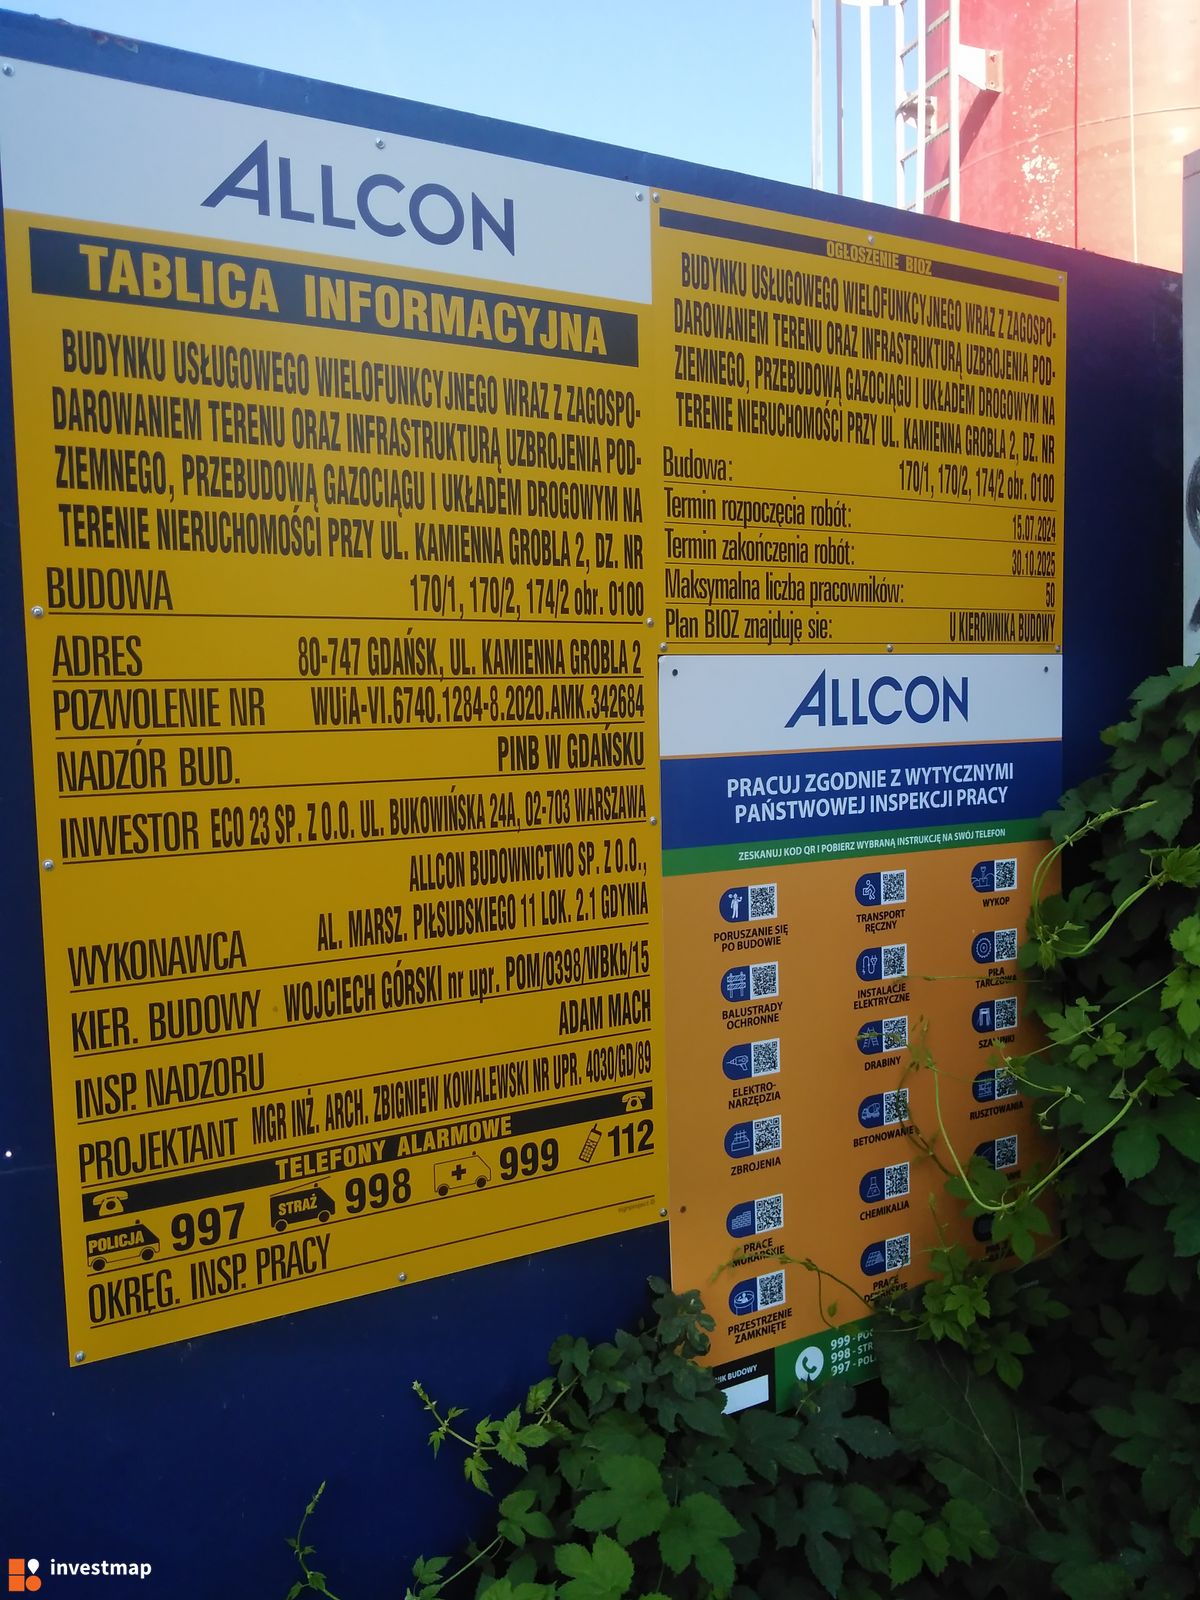 ALLCON
TABLICA INFORMACYJNA
BUDYNKU USŁUGOWEGO WIELOFUNKCYJNEGO WRAZ Z ZAGOSPO-
DAROWANIEM TERENU ORAZ INFRASTRUKTURĄ UZBROJENIA POD-
ZIEMNEGO, PRZEBUDOWĄ GAZOCIĄGU I UKŁADEM DROGOWYM NA
TERENIE NIERUCHOMOŚCI PRZY UL. KAMIENNA GROBLA 2, DZ. NR
BUDOWA 170/1, 170/2, 174/2 obr. 0100
ADRES 80-747 GDAŃSK, UL. KAMIENNA GROBLA 2
POZWOLENIE NR WUiA-VI.6740.1284-8.2020.AMK.342684
NADZÓR BUD. PINB W GDAŃSKU
INWESTOR ECO 23 SP. Z O.O. UL. BUKOWIŃSKA 24A, 02-703 WARSZAWA
ALLCON BUDOWNICTWO SP. Z O.O.,
WYKONAWCA AL. MARSZ. PIŁSUDSKIEGO 11 LOK. 2.1 GDYNIA
KIER. BUDOWY WOJCIECH GÓRSKI nr upr. POM/0398/WBKb/15
INSP. NADZORU ADAM MACH
PROJEKTANT MGR INŻ. ARCH. ZBIGNIEW KOWALEWSKI NR UPR. 4030/GD/89
TELEFONY ALARMOWE
POLICJA 997 STRAŻ 998 999 112
OKRĘG. INSP. PRACY
OGŁOSZENIE BIOZ
BUDYNKU USŁUGOWEGO WIELOFUNKCYJNEGO WRAZ Z ZAGOSPO-
DAROWANIEM TERENU ORAZ INFRASTRUKTURĄ UZBROJENIA POD-
ZIEMNEGO, PRZEBUDOWĄ GAZOCIĄGU I UKŁADEM DROGOWYM NA
TERENIE NIERUCHOMOŚCI PRZY UL. KAMIENNA GROBLA 2, DZ. NR
Budowa: 170/1, 170/2, 174/2 obr. 0100
Termin rozpoczęcia robót: 15.07.2024
Termin zakończenia robót: 30.10.2025
Maksymalna liczba pracowników: 50
Plan BIOZ znajduję sie: U KIEROWNIKA BUDOWY
ALLCON
PRACUJ ZGODNIE Z WYTYCZNYMI
PAŃSTWOWEJ INSPEKCJI PRACY
ZESKANUJ KOD QR I POBIERZ WYBRANĄ INSTRUKCJĘ NA SWÓJ TELEFON
PORUSZANIE SIĘ
PO BUDOWIE
TRANSPORT
RĘCZNY
WYKOP
BALUSTRADY
OCHRONNE
INSTALACJE
ELEKTRYCZNE
PIŁA
TARCZOWA
ELEKTRO-
NARZĘDZIA
DRABINY
ZBROJENIA
BETONOWANIE
RUSZTOWANIA
PRACE
MURARSKIE
CHEMIKALIA
PRZESTRZENIE
ZAMKNIĘTE
PRACE
BUDOWY
999 -
998 -
997 -
investmap